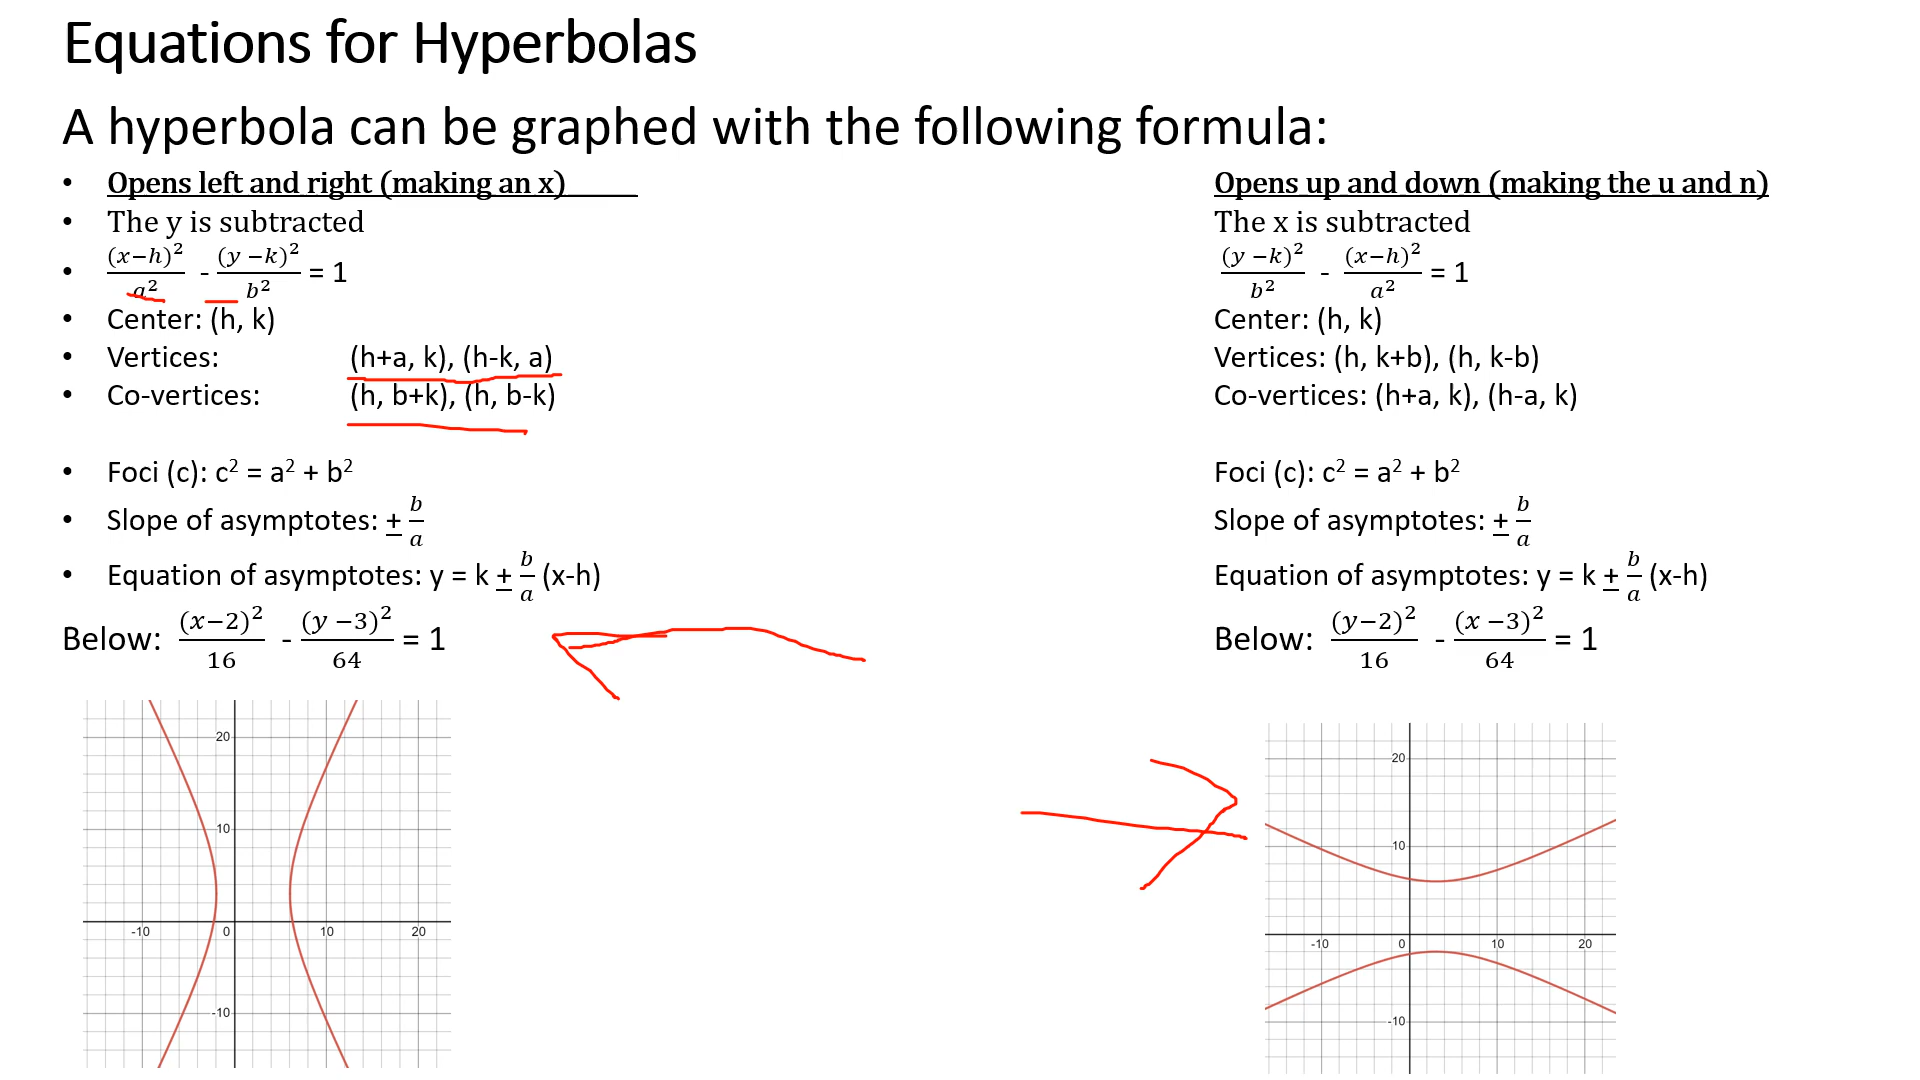 Equations for Hyperbolas
A hyperbola can be graphed with the following formula:
• Opens left and right (making an x)
• The y is subtracted
• (x−h)²/a² - (y −k)²/b² = 1
• Center: (h, k)
• Vertices: (h+a, k), (h-k, a)
• Co-vertices: (h, b+k), (h, b-k)
• Foci (c): c² = a² + b²
• Slope of asymptotes: ± b/a
• Equation of asymptotes: y = k ± b/a (x-h)
Below: (x−2)²/16 - (y −3)²/64 = 1
20
10
-10 0 10 20
-10
Opens up and down (making the u and n)
The x is subtracted
(y −k)²/b² - (x−h)²/a² = 1
Center: (h, k)
Vertices: (h, k+b), (h, k-b)
Co-vertices: (h+a, k), (h-a, k)
Foci (c): c² = a² + b²
Slope of asymptotes: ± b/a
Equation of asymptotes: y = k ± b/a (x-h)
Below: (y−2)²/16 - (x −3)²/64 = 1
20
10
-10 0 10 20
-10